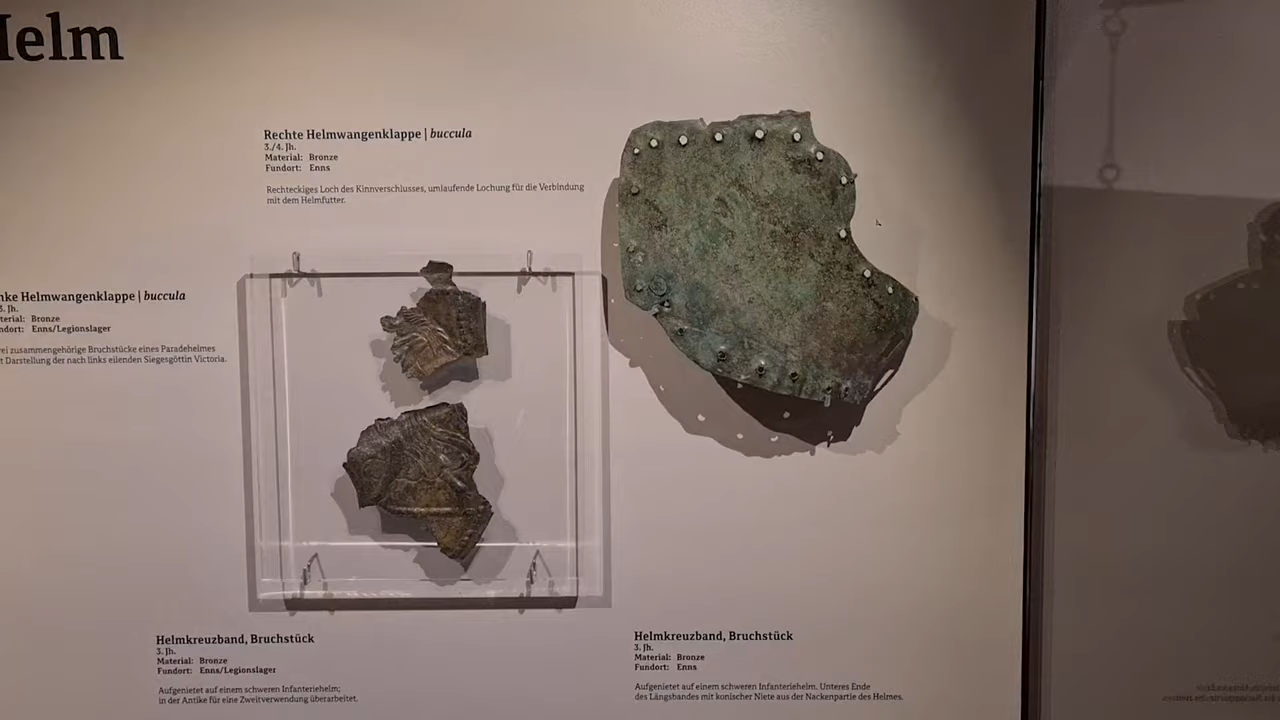 Helm
Rechte Helmwangenklappe | buccula
3./4. Jh.
Material: Bronze
Fundort: Enns
Rechteckiges Loch des Kinnverschlusses, umlaufende Lochung für die Verbindung
mit dem Helmfutter.
nke Helmwangenklappe | buccula
Jh.
terial: Bronze
ndort: Enns/Legionslager
rei zusammengehörige Bruchstücke eines Paradehelmes
t Darstellung der nach links eilenden Siegesgöttin Victoria.
Helmkreuzband, Bruchstück
3. Jh.
Material: Bronze
Fundort: Enns/Legionslager
Aufgenietet auf einem schweren Infanteriehelm;
in der Antike für eine Zweitverwendung überarbeitet.
Helmkreuzband, Bruchstück
3. Jh.
Material: Bronze
Fundort: Enns
Aufgenietet auf einem schweren Infanteriehelm. Unteres Ende
des Längsbandes mit konischer Niete aus der Nackenpartie des Helmes.